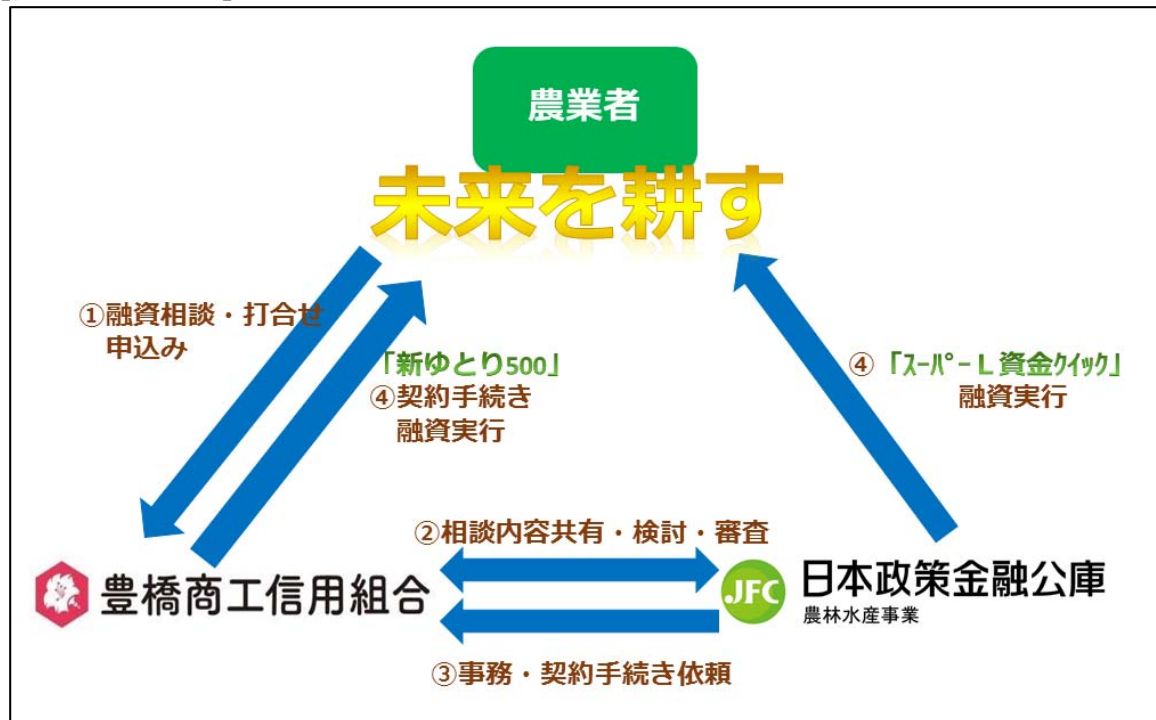 農業者
未来を耕す
①融資相談・打合せ
申込み
「新ゆとり500」
④契約手続き
融資実行
④「ｽｰﾊﾟｰＬ資金ｸｲｯｸ」
融資実行
②相談内容共有・検討・審査
豊橋商工信用組合
JFC
日本政策金融公庫
農林水産事業
③事務・契約手続き依頼